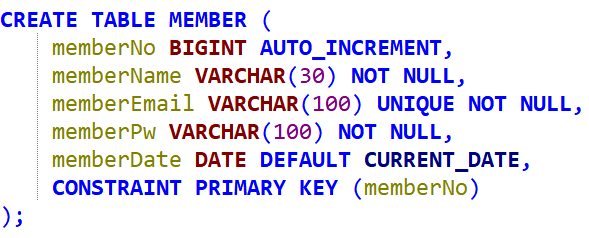 CREATE TABLE MEMBER (
    memberNo BIGINT AUTO_INCREMENT,
    memberName VARCHAR(30) NOT NULL,
    memberEmail VARCHAR(100) UNIQUE NOT NULL,
    memberPw VARCHAR(100) NOT NULL,
    memberDate DATE DEFAULT CURRENT_DATE,
    CONSTRAINT PRIMARY KEY (memberNo)
);